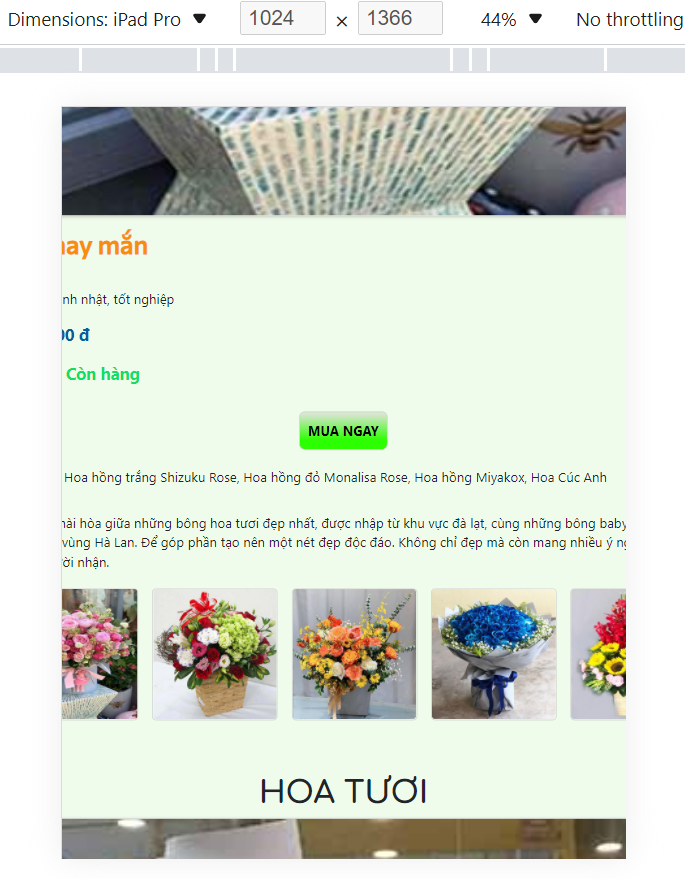 Dimensions: iPad Pro 1024 × 1366 44% No throttling
may mắn
nh nhật, tốt nghiệp
00 đ
Còn hàng
MUA NGAY
Hoa hồng trắng Shizuku Rose, Hoa hồng đỏ Monalisa Rose, Hoa hồng Miyakox, Hoa Cúc Anh
hài hòa giữa những bông hoa tươi đẹp nhất, được nhập từ khu vực đà lạt, cùng những bông baby
vùng Hà Lan. Để góp phần tạo nên một nét đẹp độc đáo. Không chỉ đẹp mà còn mang nhiều ý
nhận.
HOA TƯƠI